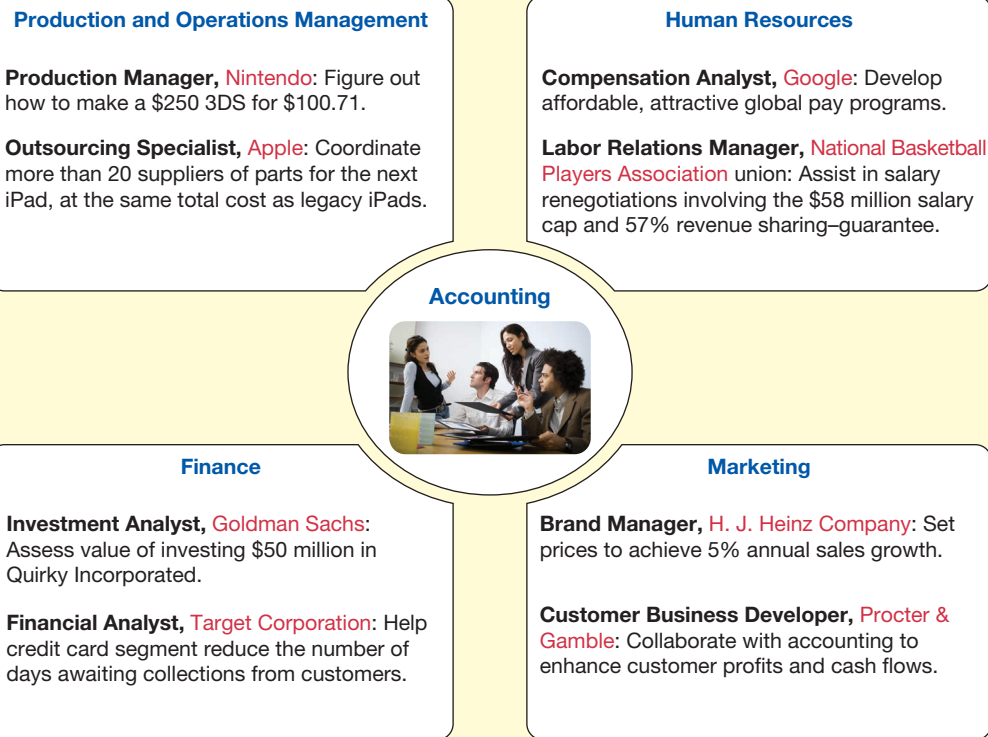 Production and Operations Management
Production Manager, Nintendo: Figure out
how to make a $250 3DS for $100.71.
Outsourcing Specialist, Apple: Coordinate
more than 20 suppliers of parts for the next
iPad, at the same total cost as legacy iPads.
Human Resources
Compensation Analyst, Google: Develop
affordable, attractive global pay programs.
Labor Relations Manager, National Basketball
Players Association union: Assist in salary
renegotiations involving the $58 million salary
cap and 57% revenue sharing–guarantee.
Accounting
Finance
Investment Analyst, Goldman Sachs:
Assess value of investing $50 million in
Quirky Incorporated.
Financial Analyst, Target Corporation: Help
credit card segment reduce the number of
days awaiting collections from customers.
Marketing
Brand Manager, H. J. Heinz Company: Set
prices to achieve 5% annual sales growth.
Customer Business Developer, Procter &
Gamble: Collaborate with accounting to
enhance customer profits and cash flows.